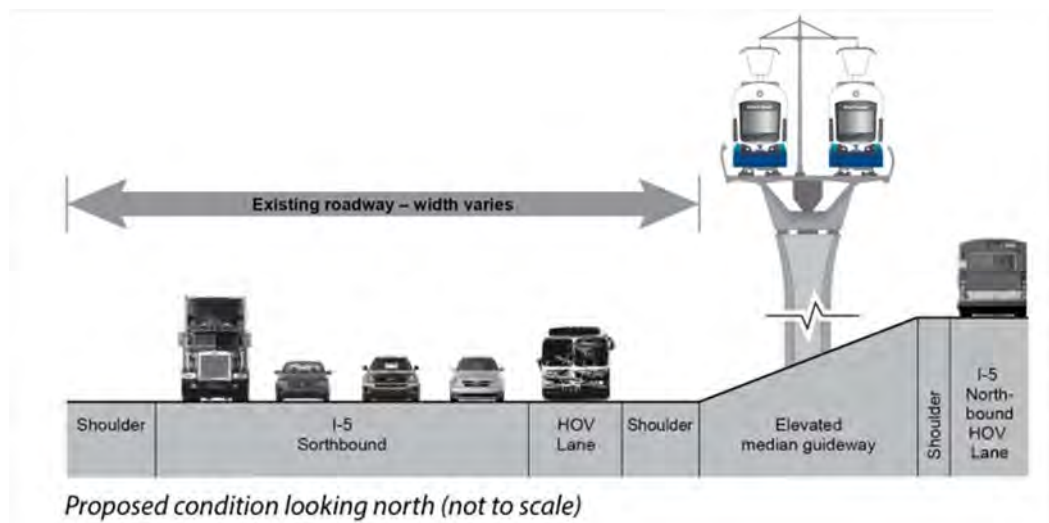 Existing roadway – width varies
Shoulder
I-5
Sorthbound
HOV
Lane
Shoulder
Elevated
median guideway
Shoulder
I-5
North-
bound
HOV
Lane
Proposed condition looking north (not to scale)